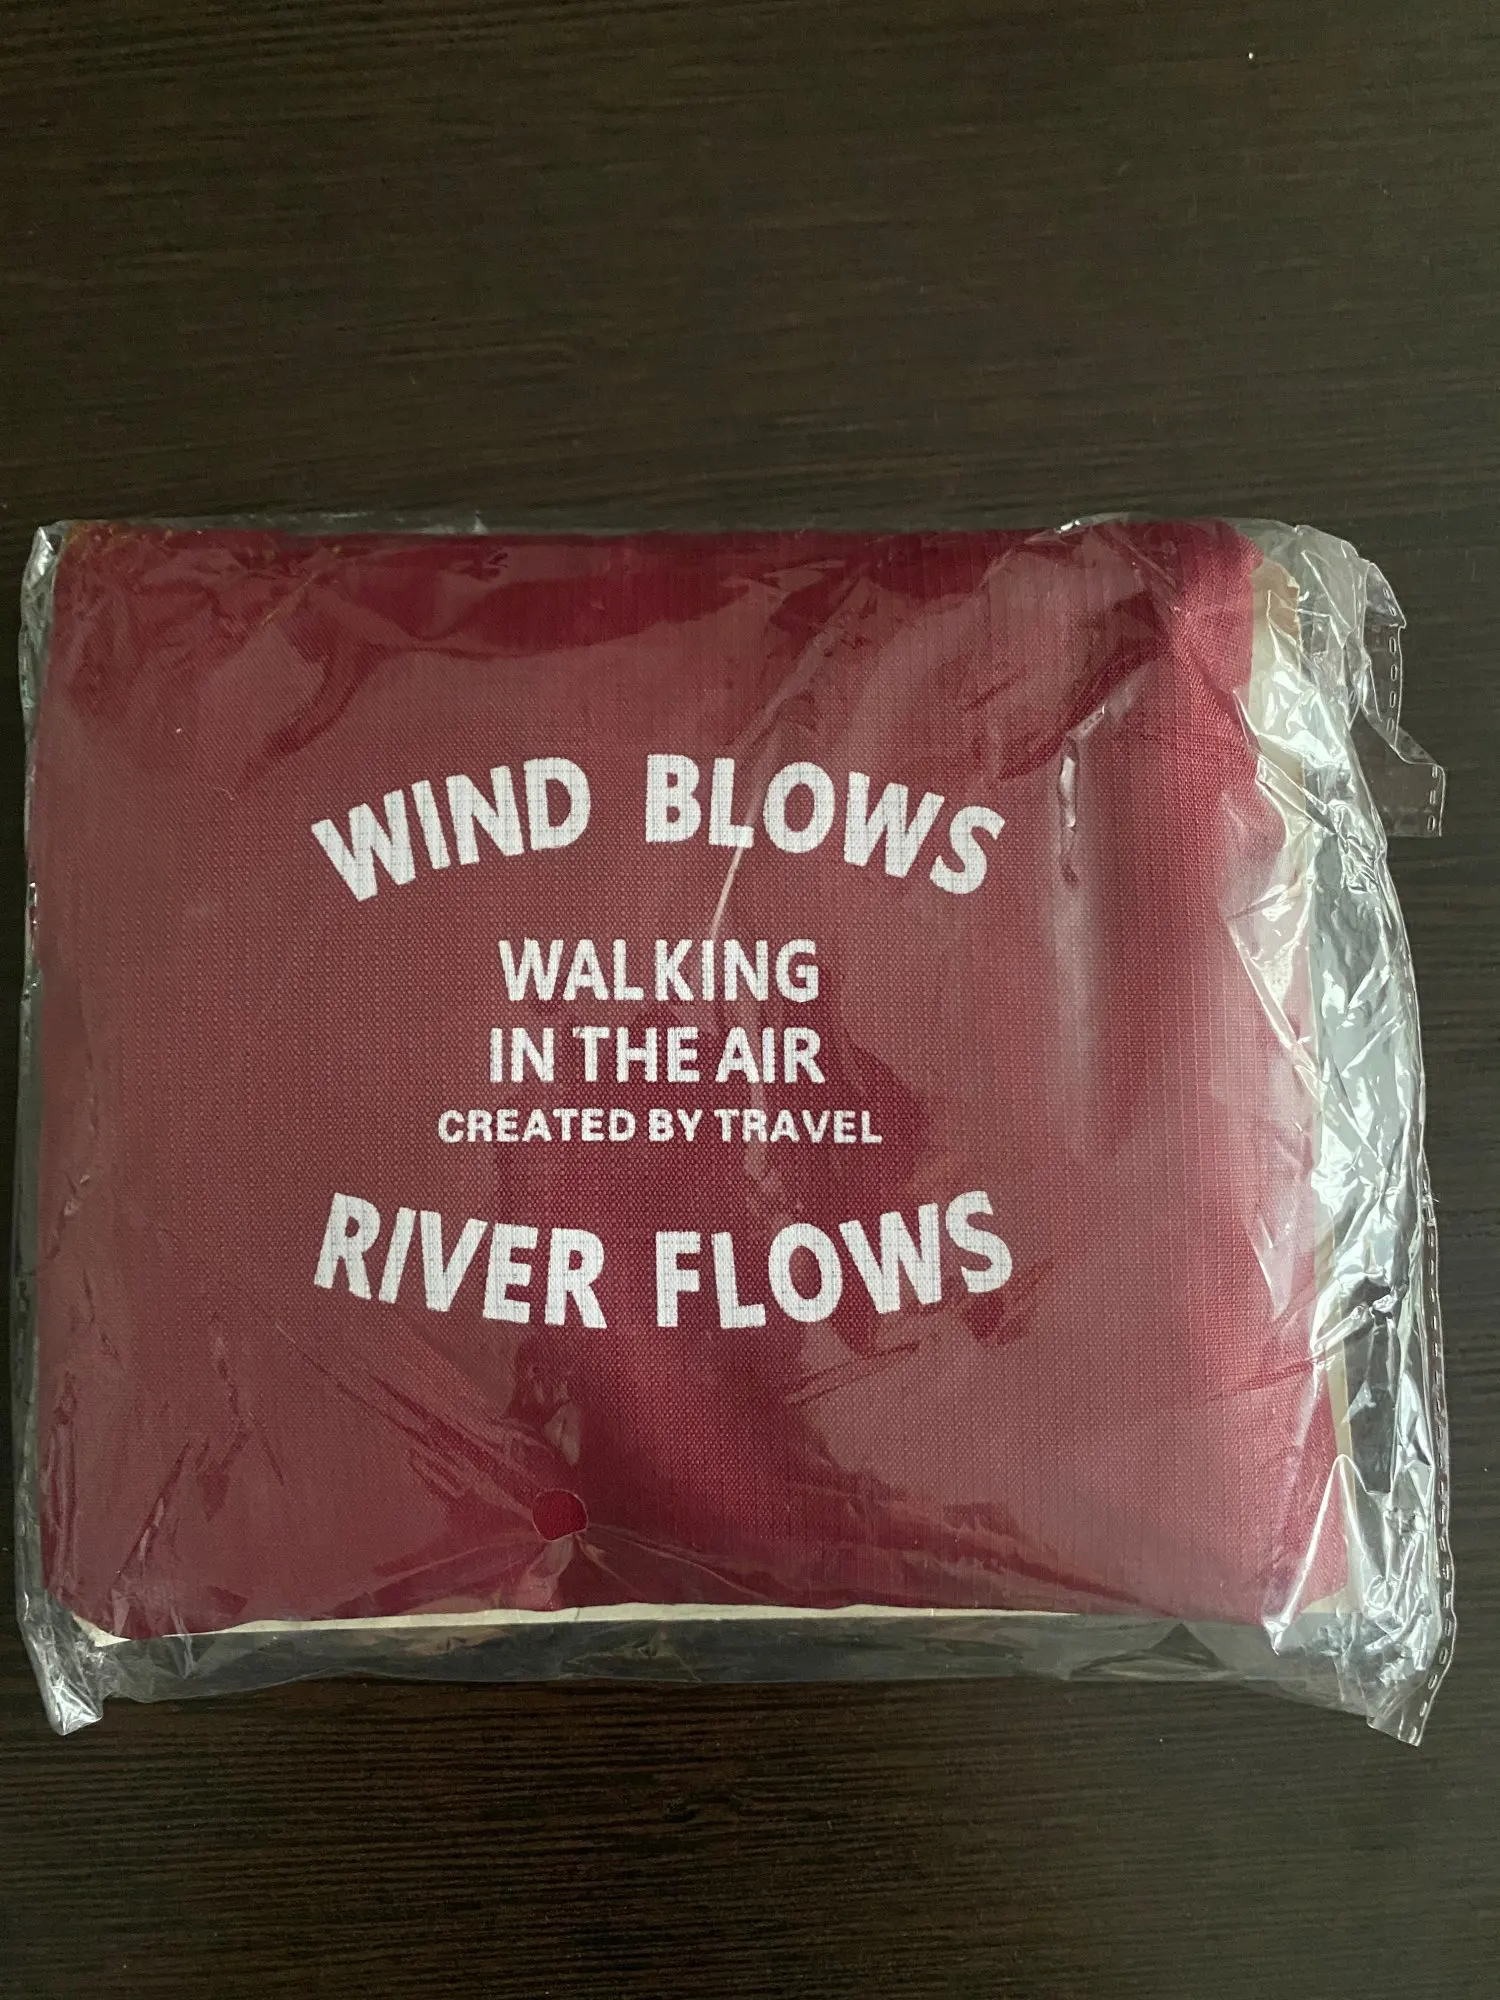 WIND BLOWS
WALKING
IN THE AIR
CREATED BY TRAVEL
RIVER FLOWS